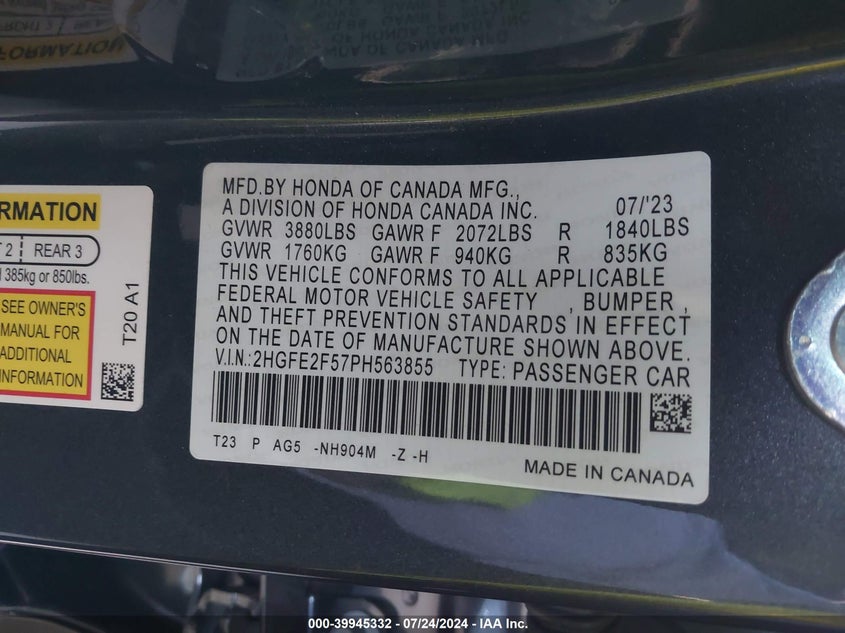 RMATION
2 REAR 3
385kg or 850lbs.
SEE OWNER'S
MANUAL FOR
ADDITIONAL
INFORMATION
T20 A1
MFD.BY HONDA OF CANADA MFG.,
A DIVISION OF HONDA CANADA INC. 07/'23
GVWR 3880LBS GAWR F 2072LBS R 1840LBS
GVWR 1760KG GAWR F 940KG R 835KG
THIS VEHICLE CONFORMS TO ALL APPLICABLE
FEDERAL MOTOR VEHICLE SAFETY , BUMPER ,
AND THEFT PREVENTION STANDARDS IN EFFECT
ON THE DATE OF MANUFACTURE SHOWN ABOVE.
V.I.N.:2HGFE2F57PH563855 TYPE: PASSENGER CAR
T23 P AG5 -NH904M -Z -H
MADE IN CANADA
000-39945332 - 07/24/2024 - IAA Inc.